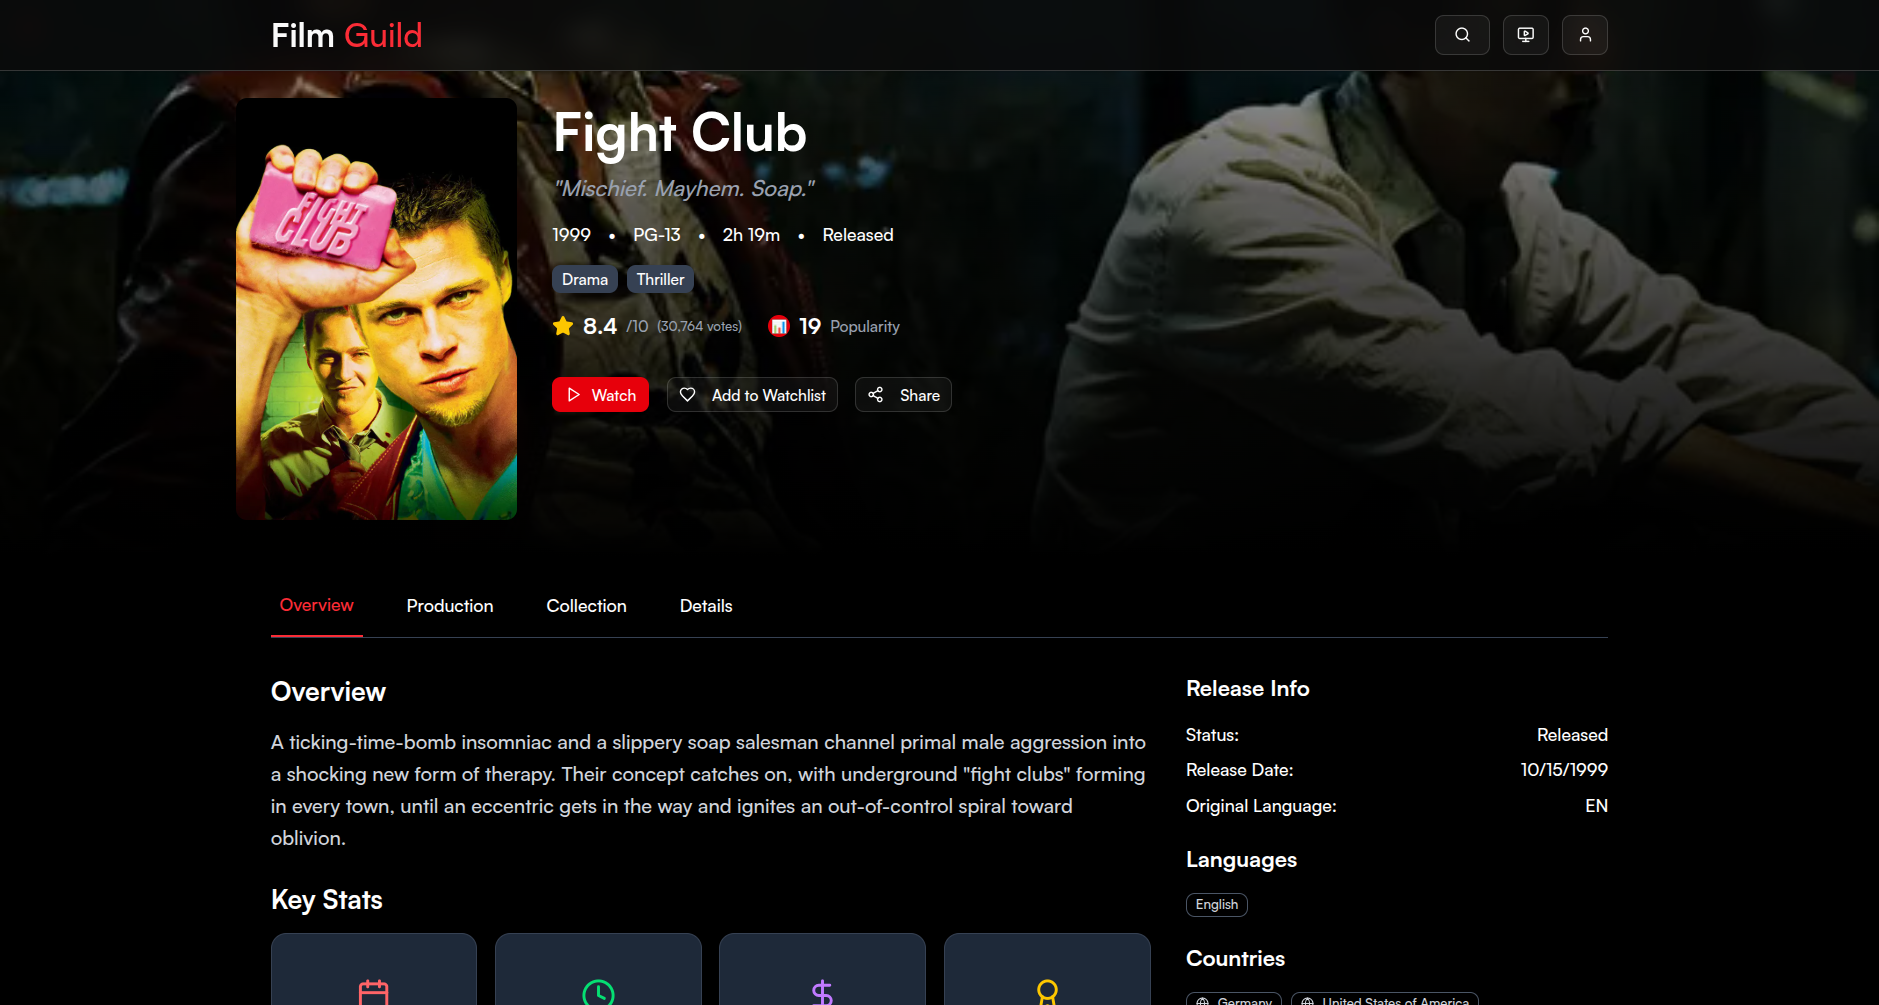 Film Guild
FIGHT
CLUB
Fight Club
"Mischief. Mayhem. Soap."
1999 • PG-13 • 2h 19m • Released
Drama Thriller
8.4 /10 (30,764 votes) 19 Popularity
Watch Add to Watchlist Share
Overview Production Collection Details
Overview
A ticking-time-bomb insomniac and a slippery soap salesman channel primal male aggression into
a shocking new form of therapy. Their concept catches on, with underground "fight clubs" forming
in every town, until an eccentric gets in the way and ignites an out-of-control spiral toward
oblivion.
Key Stats
Release Info
Status: Released
Release Date: 10/15/1999
Original Language: EN
Languages
English
Countries
Germany United States of America